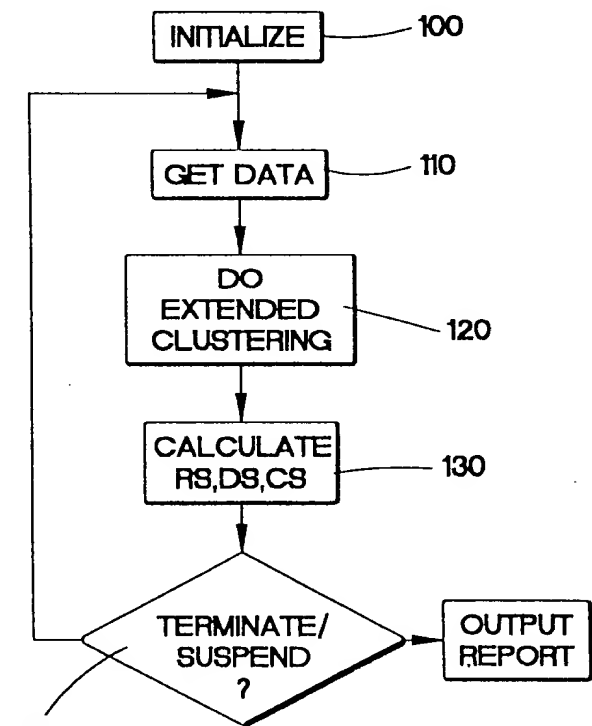 INITIALIZE
100
GET DATA
110
DO
EXTENDED
CLUSTERING
120
CALCULATE
RS,DS,CS
130
TERMINATE/
SUSPEND
?
OUTPUT
REPORT